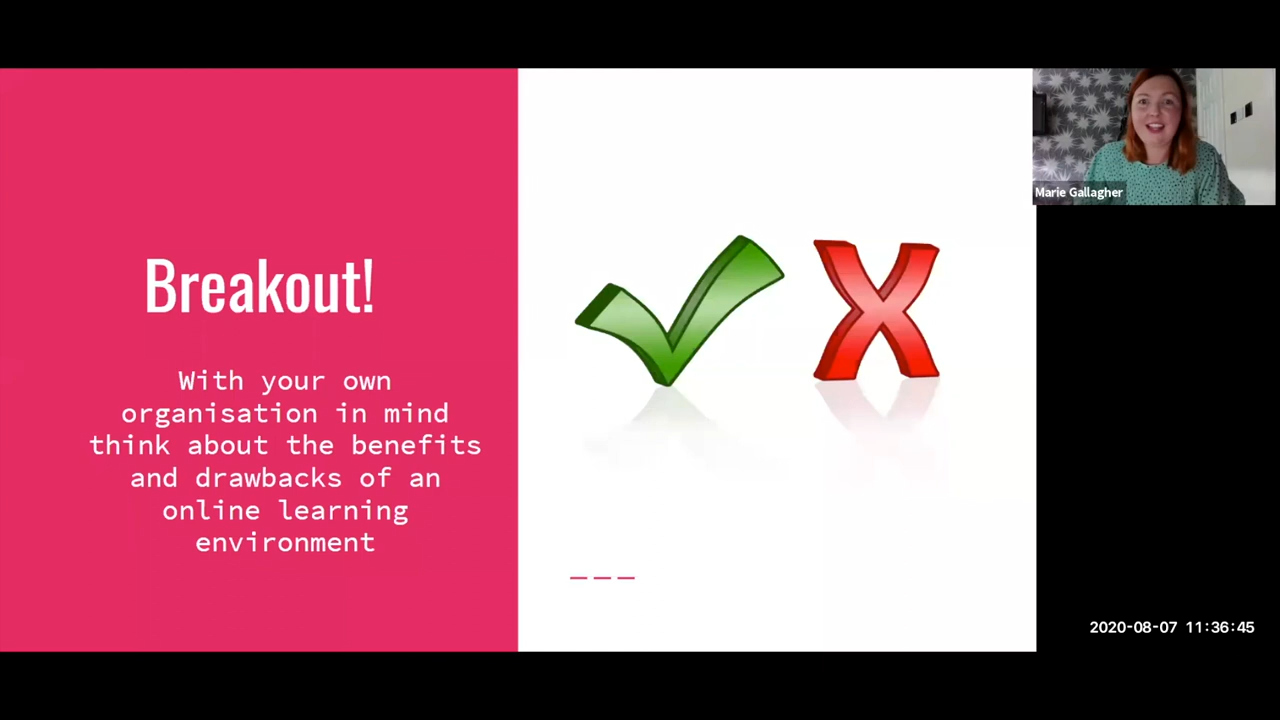 Breakout!
With your own
organisation in mind
think about the benefits
and drawbacks of an
online learning
environment
Marie Gallagher
2020-08-07 11:36:45